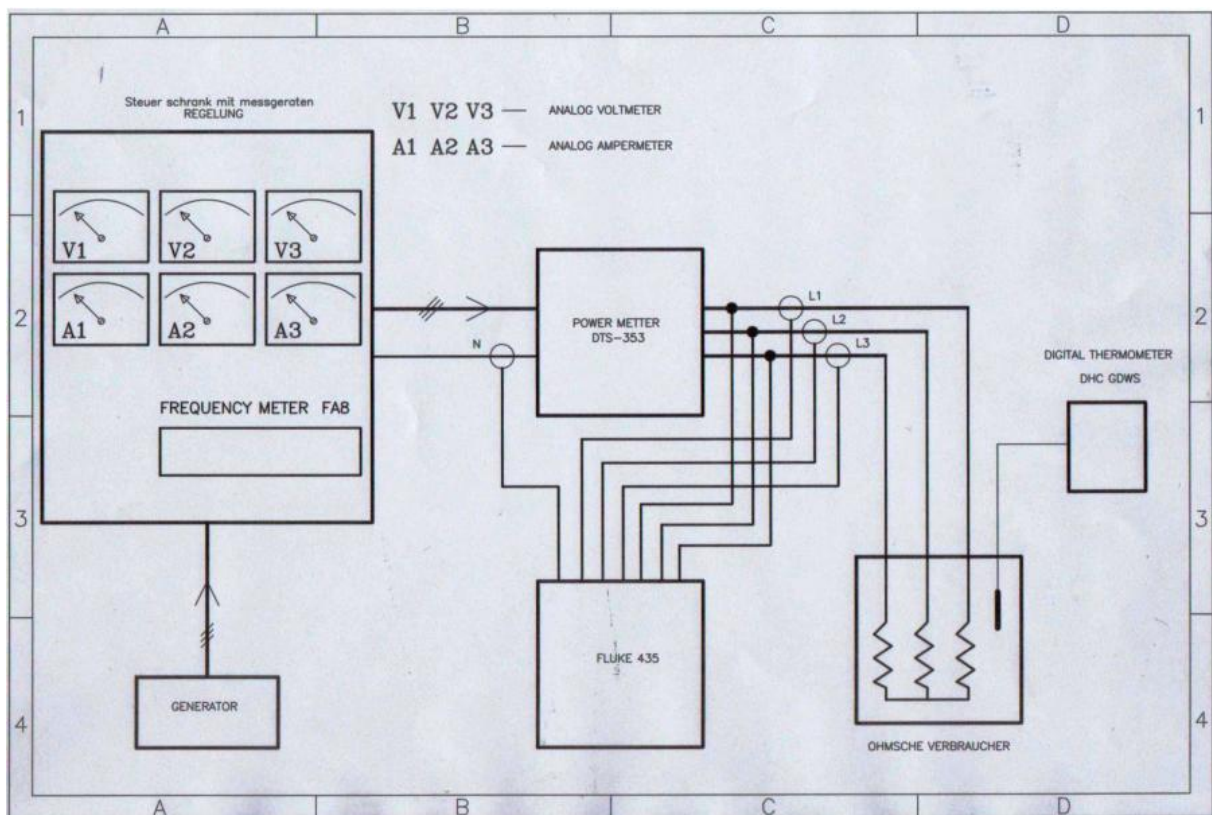 A B C D
1 1
Steuer schrank mit messgeraten
REGELUNG
V1 V2 V3 — ANALOG VOLTMETER
A1 A2 A3 — ANALOG AMPERMETER
V1 V2 V3
A1 A2 A3
2 2
L1
L2
L3
N
POWER METTER
DTS-353
DIGITAL THERMOMETER
DHC GDWS
FREQUENCY METER FA8
3 3
FLUKE 435
GENERATOR
4 4
OHMSCHE VERBRAUCHER
A B C D